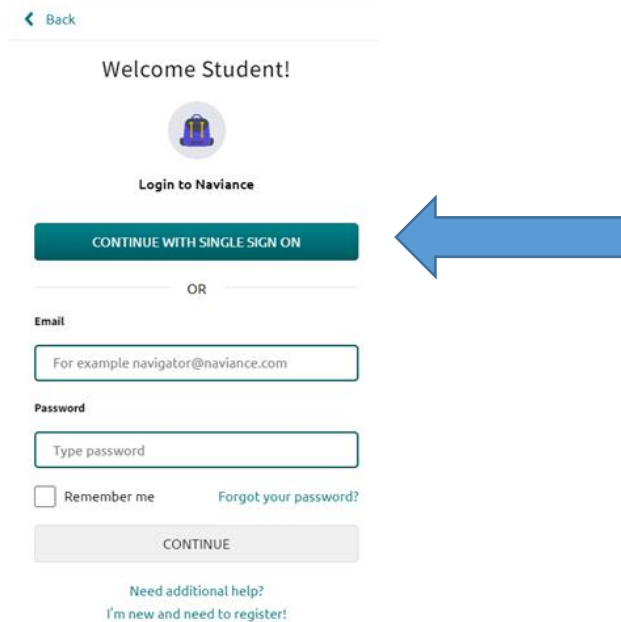 Back
Welcome Student!
Login to Naviance
CONTINUE WITH SINGLE SIGN ON
OR
Email
For example navigator@naviance.com
Password
Type password
Remember me Forgot your password?
CONTINUE
Need additional help?
I'm new and need to register!